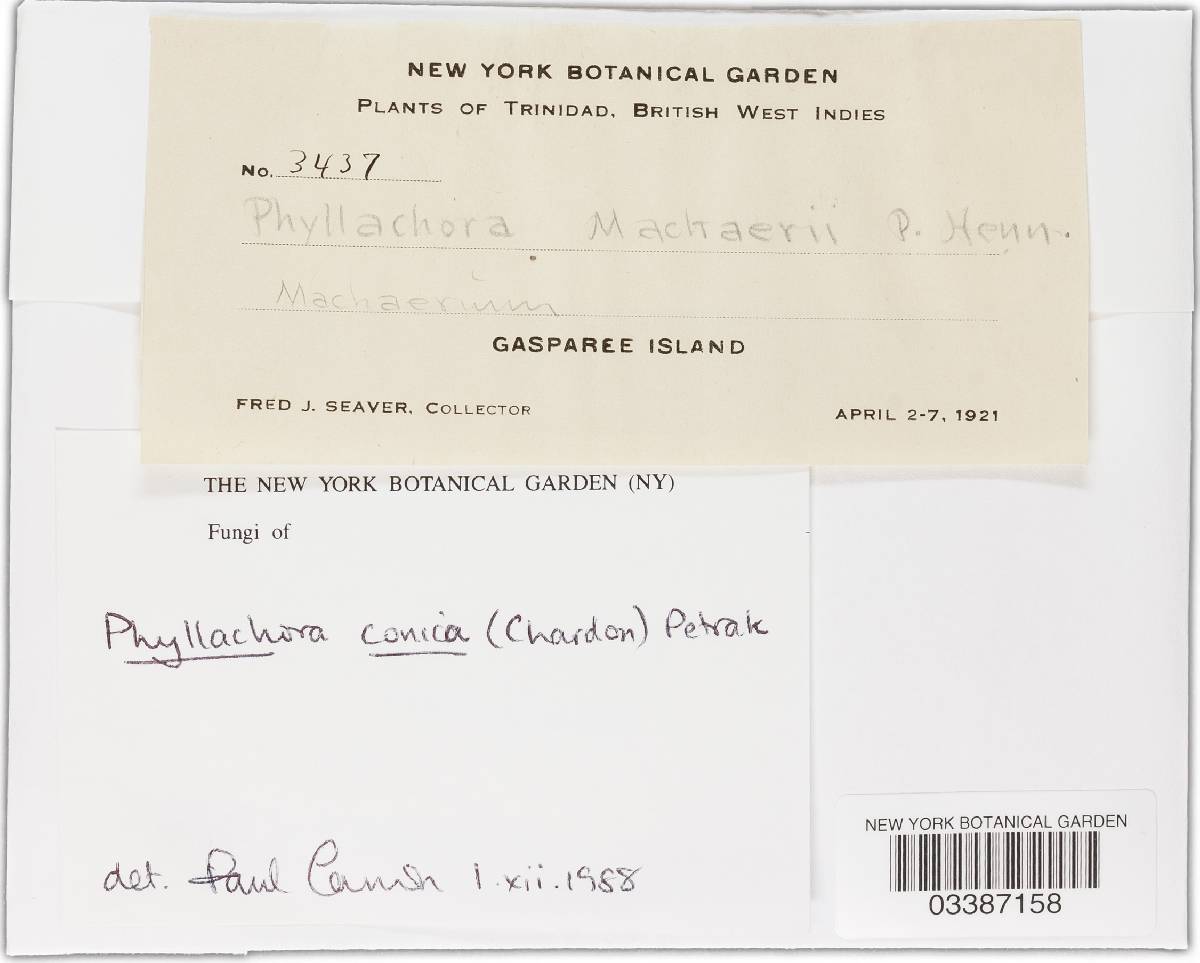 NEW YORK BOTANICAL GARDEN
PLANTS OF TRINIDAD, BRITISH WEST INDIES
No. 3437
Phyllachora Machaerii P. Henn.
Machaerium
GASPAREE ISLAND
FRED J. SEAVER, COLLECTOR
APRIL 2-7, 1921
THE NEW YORK BOTANICAL GARDEN (NY)
Fungi of
Phyllachora conica (Chardon) Petrak
det. Paul Cannon 1.xii.1988
NEW YORK BOTANICAL GARDEN
03387158